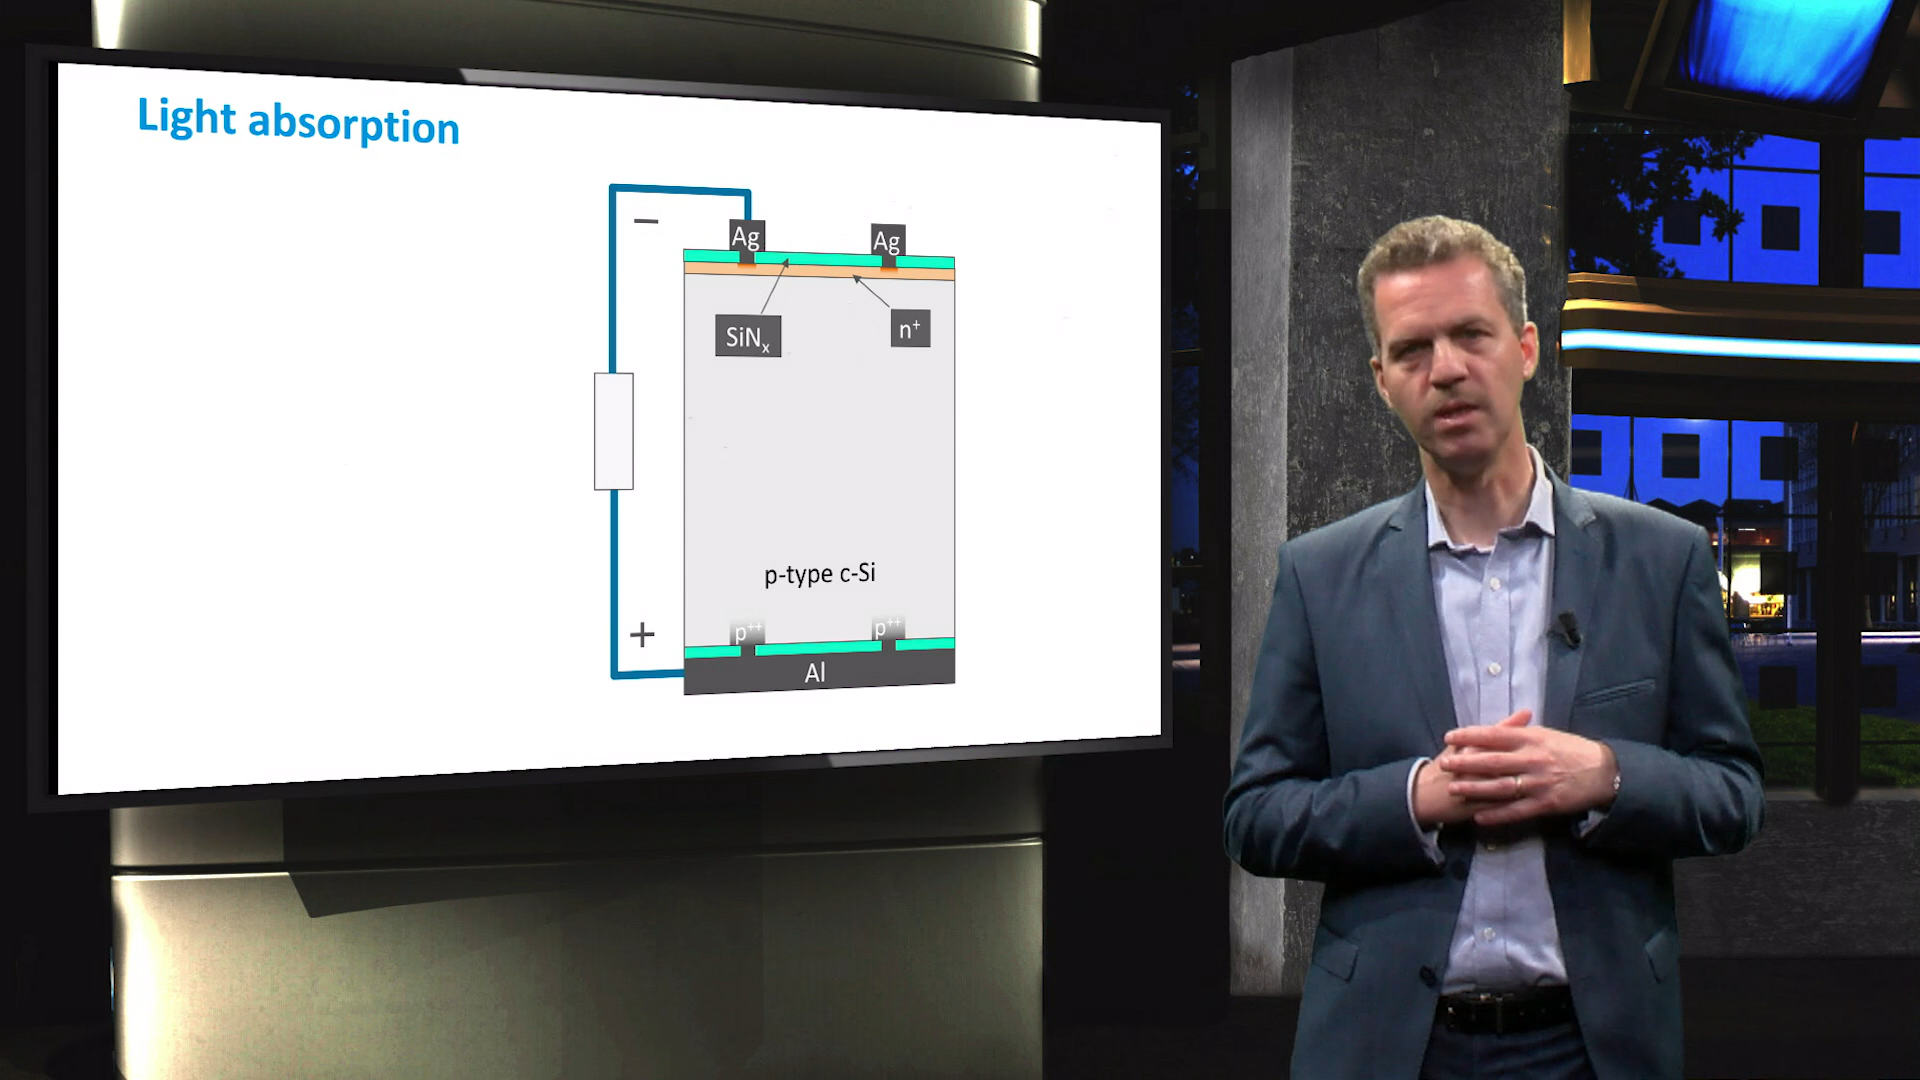 Light absorption
−
Ag
Ag
SiNₓ
n⁺
p-type c-Si
+
p⁺⁺
p⁺⁺
Al